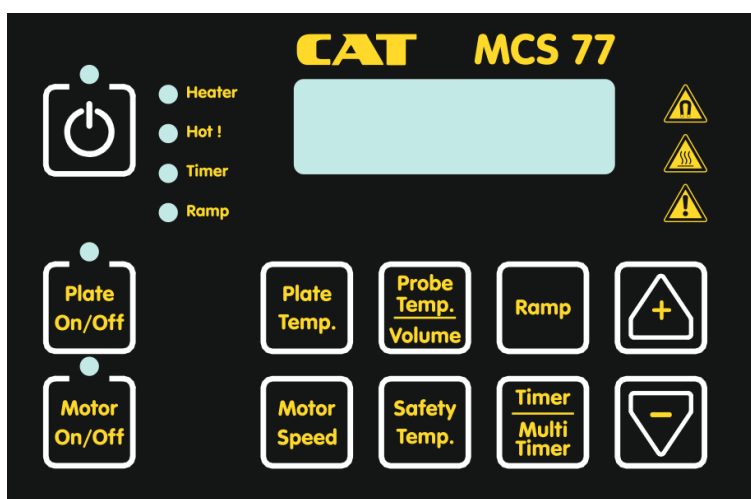 CAT MCS 77
Heater
Hot !
Timer
Ramp
Plate
On/Off
Plate
Temp.
Probe
Temp.
Volume
Ramp
+
Motor
On/Off
Motor
Speed
Safety
Temp.
Timer
Multi
Timer
-